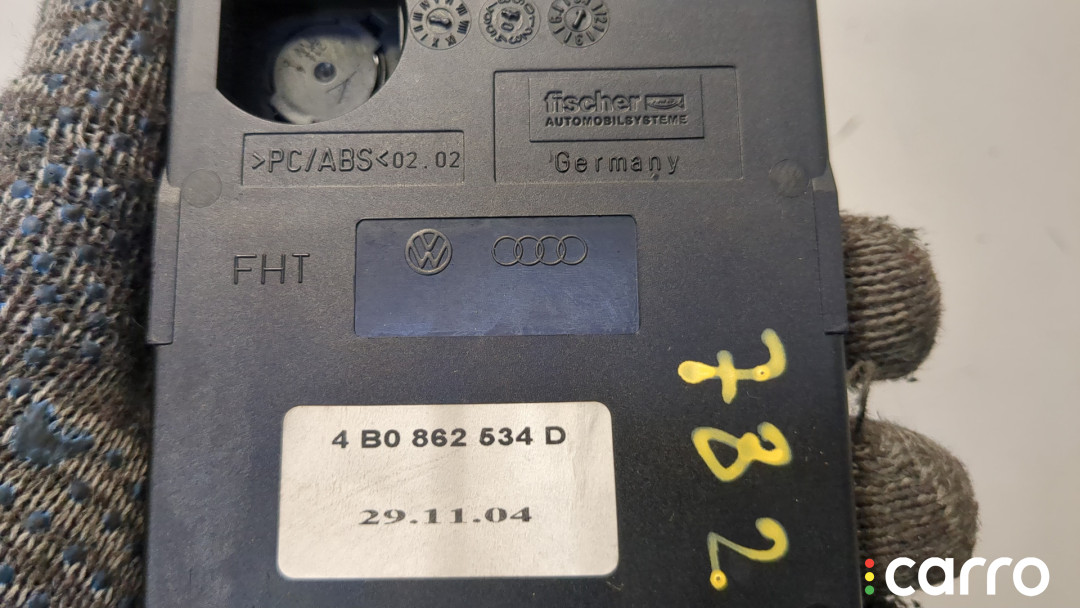 fischer
AUTOMOBILSYSTEME
Germany
>PC/ABS<02.02
FHT
4 B0 862 534 D
29.11.04
782
carro